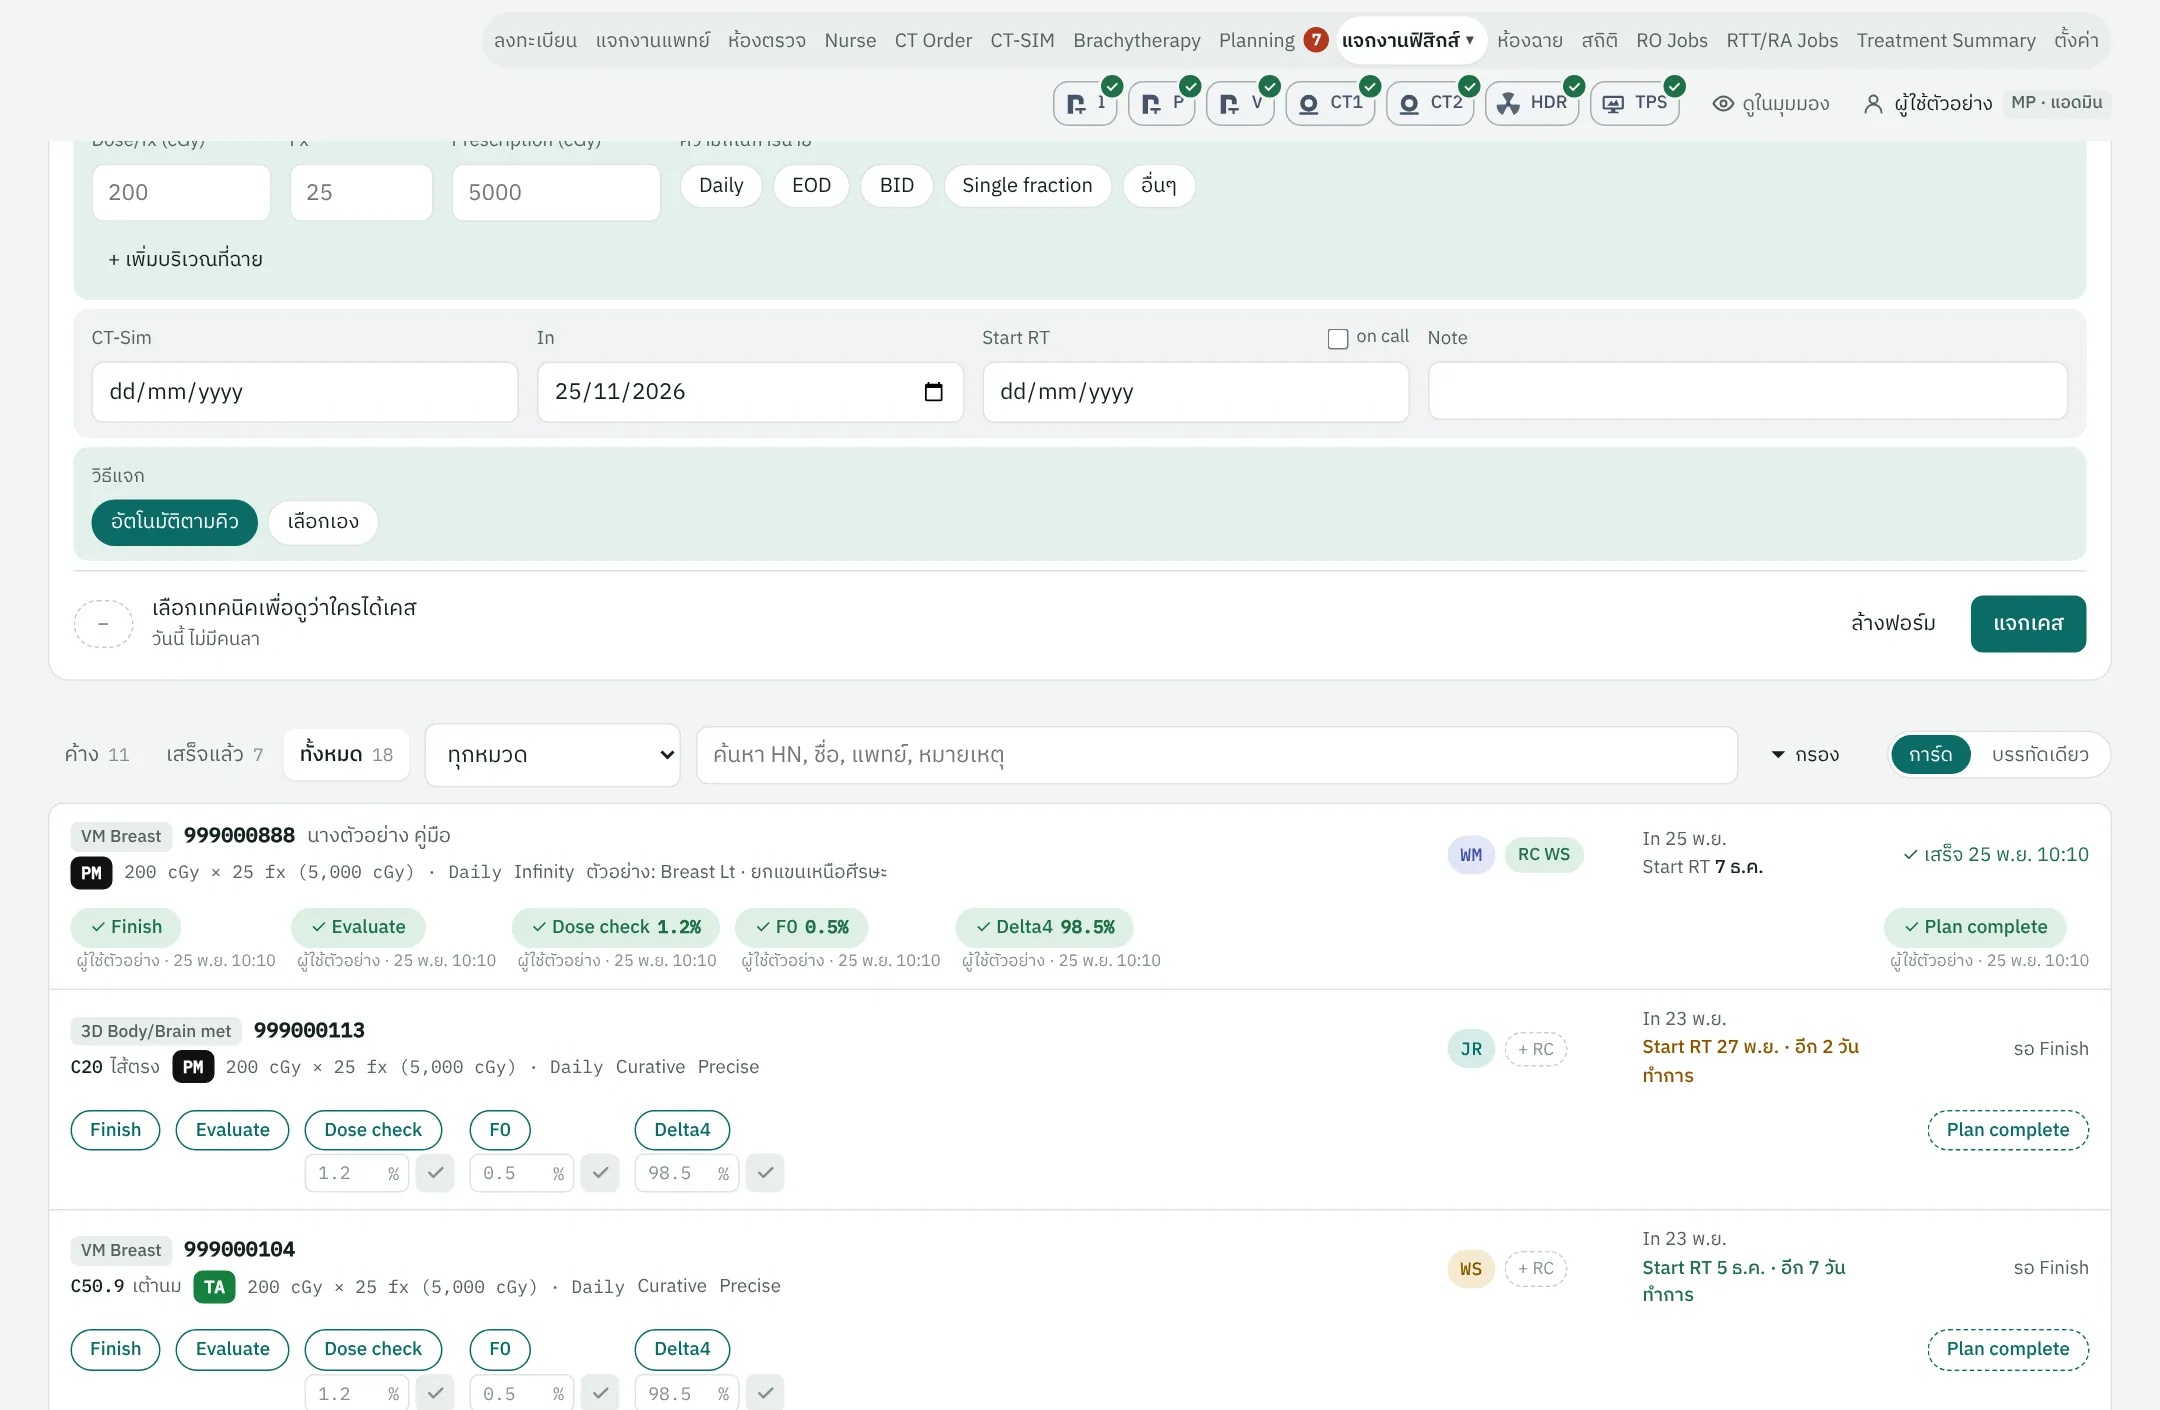 ลงทะเบียน แจกงานแพทย์ ห้องตรวจ Nurse CT Order CT-SIM Brachytherapy Planning 7 แจกงานฟิสิกส์ ▾ ห้องฉาย สถิติ RO Jobs RTT/RA Jobs Treatment Summary ตั้งค่า
P V CT1 CT2 HDR TPS ดูในมุมมอง ผู้ใช้ตัวอย่าง MP · แอดมิน
Dose/fx (cGy) Fx Prescription (cGy) ความถี่ในการฉาย
200 25 5000 Daily EOD BID Single fraction อื่นๆ
+ เพิ่มบริเวณที่ฉาย
CT-Sim In Start RT on call Note
dd/mm/yyyy 25/11/2026 dd/mm/yyyy
วิธีแจก
อัตโนมัติตามคิว เลือกเอง
– เลือกเทคนิคเพื่อดูว่าใครได้เคส
วันนี้ ไม่มีคนลา
ล้างฟอร์ม แจกเคส
ค้าง 11 เสร็จแล้ว 7 ทั้งหมด 18 ทุกหมวด ค้นหา HN, ชื่อ, แพทย์, หมายเหตุ กรอง การ์ด บรรทัดเดียว
VM Breast 999000888 นางตัวอย่าง คู่มือ
PM 200 cGy × 25 fx (5,000 cGy) · Daily Infinity ตัวอย่าง: Breast Lt · ยกแขนเหนือศีรษะ
WM RC WS
In 25 พ.ย.
Start RT 7 ธ.ค.
✓ เสร็จ 25 พ.ย. 10:10
✓ Finish ✓ Evaluate ✓ Dose check 1.2% ✓ F0 0.5% ✓ Delta4 98.5% ✓ Plan complete
ผู้ใช้ตัวอย่าง · 25 พ.ย. 10:10 ผู้ใช้ตัวอย่าง · 25 พ.ย. 10:10 ผู้ใช้ตัวอย่าง · 25 พ.ย. 10:10 ผู้ใช้ตัวอย่าง · 25 พ.ย. 10:10 ผู้ใช้ตัวอย่าง · 25 พ.ย. 10:10 ผู้ใช้ตัวอย่าง · 25 พ.ย. 10:10
3D Body/Brain met 999000113
C20 ไส้ตรง PM 200 cGy × 25 fx (5,000 cGy) · Daily Curative Precise
JR + RC
In 23 พ.ย.
Start RT 27 พ.ย. · อีก 2 วัน
ทำการ
รอ Finish
Finish Evaluate Dose check F0 Delta4 Plan complete
1.2 % 0.5 % 98.5 %
VM Breast 999000104
C50.9 เต้านม TA 200 cGy × 25 fx (5,000 cGy) · Daily Curative Precise
WS + RC
In 23 พ.ย.
Start RT 5 ธ.ค. · อีก 7 วัน
ทำการ
รอ Finish
Finish Evaluate Dose check F0 Delta4 Plan complete
1.2 % 0.5 % 98.5 %